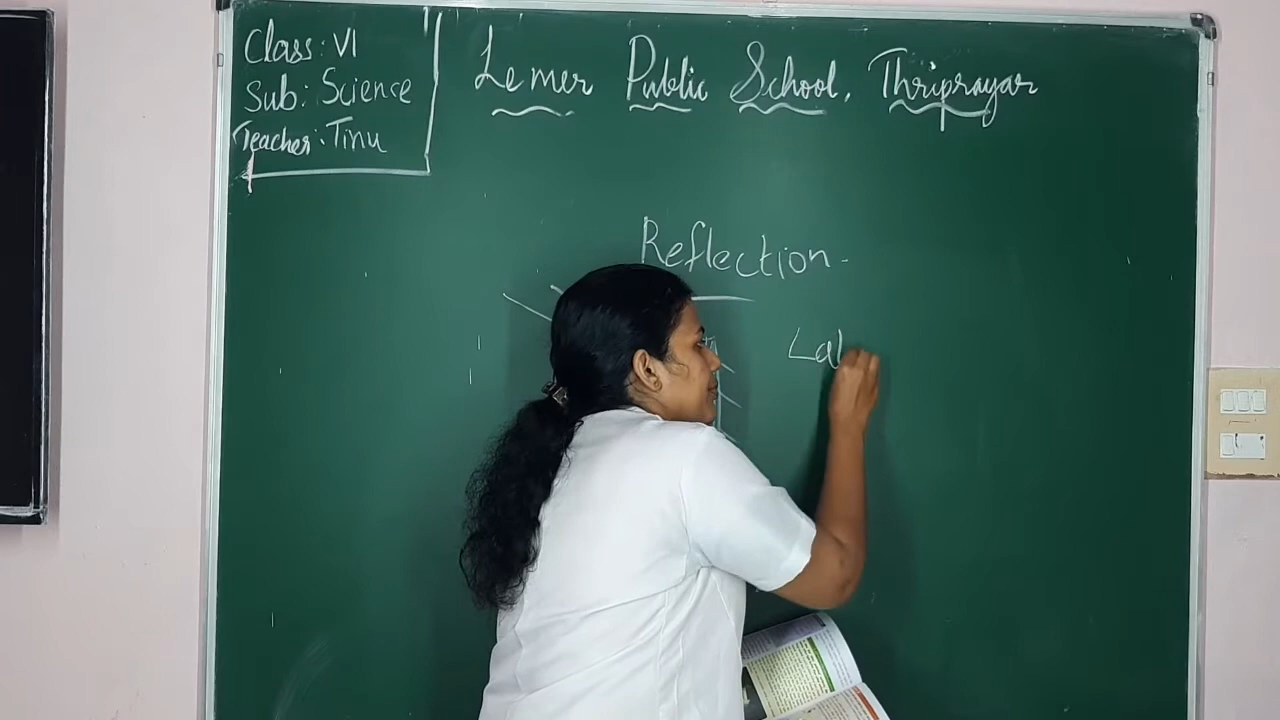 Class: VI
Sub: Science
Teacher: Tinu
Lemer Public School, Thriprayar
Reflection-